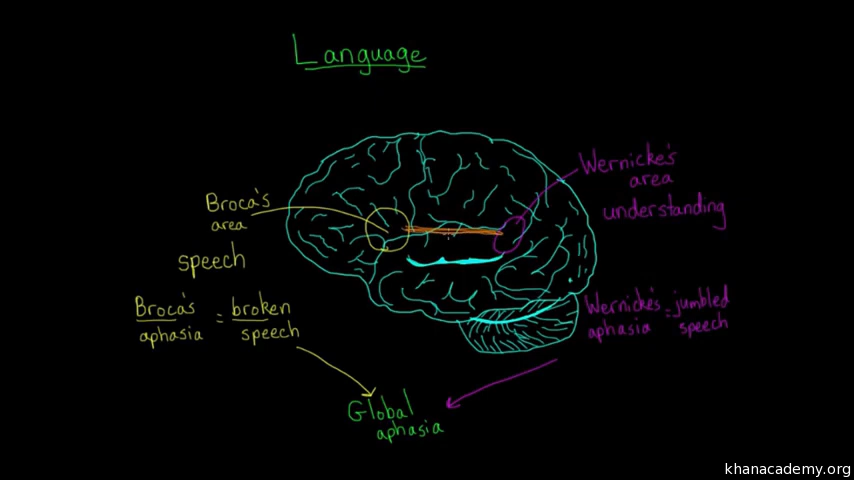 Language
Broca's
area
speech
Wernicke's
area
understanding
Broca's = broken
aphasia speech
Wernicke's = jumbled
aphasia speech
Global
aphasia
khanacademy.org